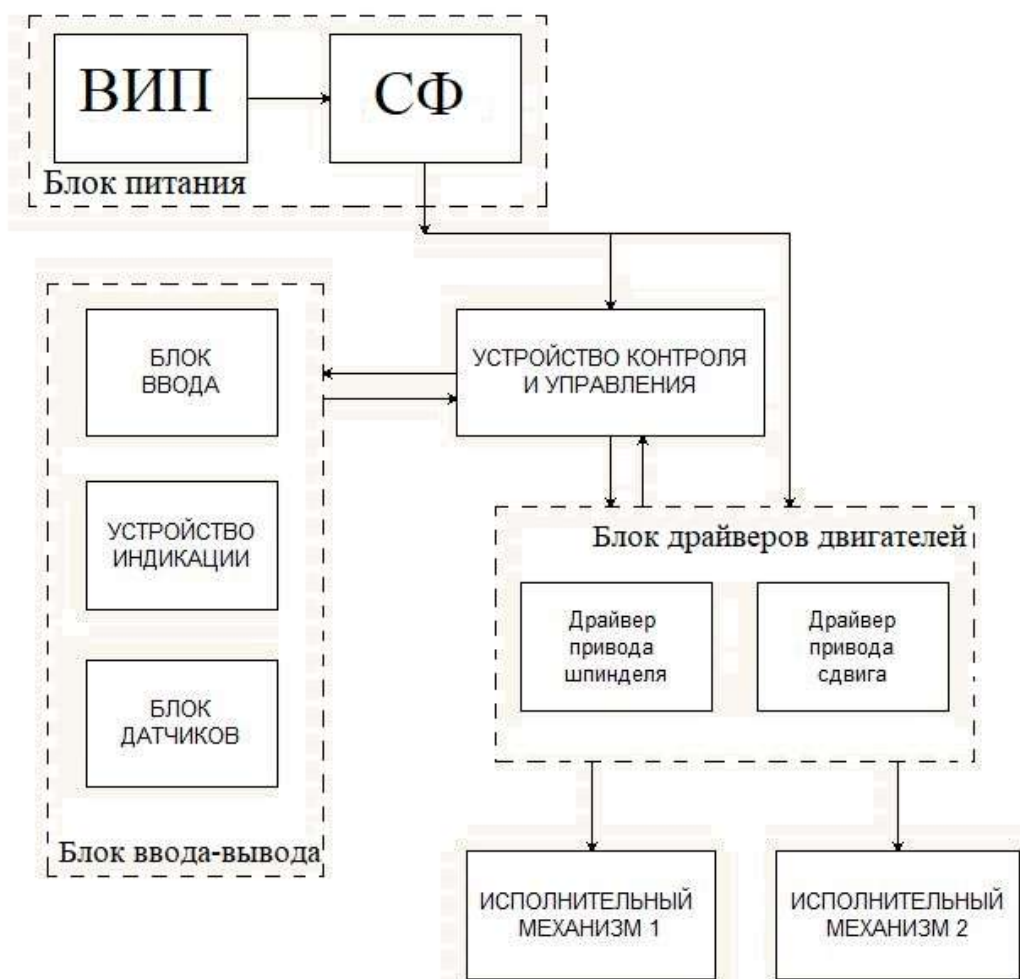 ВИП
СФ
Блок питания
БЛОК
ВВОДА
УСТРОЙСТВО
ИНДИКАЦИИ
БЛОК
ДАТЧИКОВ
Блок ввода-вывода
УСТРОЙСТВО КОНТРОЛЯ
И УПРАВЛЕНИЯ
Блок драйверов двигателей
Драйвер
привода
шпинделя
Драйвер
привода
сдвига
ИСПОЛНИТЕЛЬНЫЙ
МЕХАНИЗМ 1
ИСПОЛНИТЕЛЬНЫЙ
МЕХАНИЗМ 2